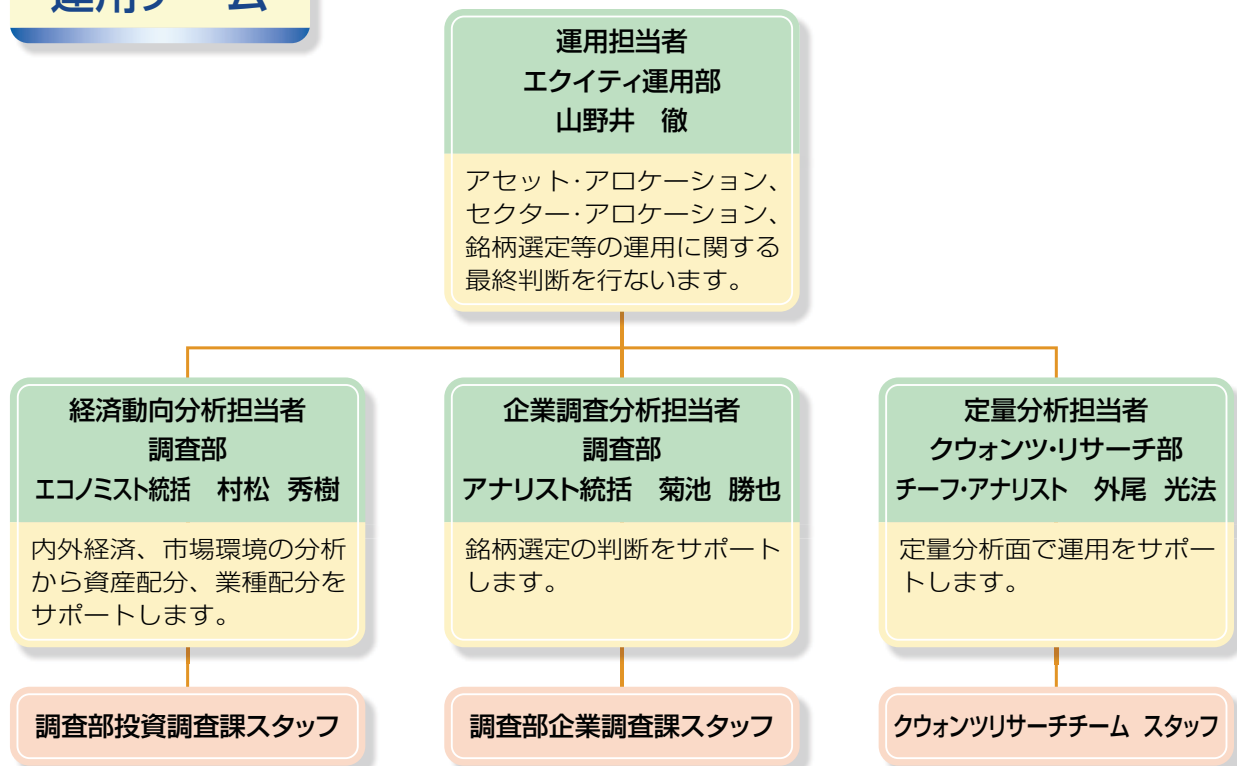 運用チーム
運用担当者
エクイティ運用部
山野井　徹
アセット・アロケーション、
セクター・アロケーション、
銘柄選定等の運用に関する
最終判断を行ないます。
経済動向分析担当者
調査部
エコノミスト統括　村松 秀樹
内外経済、市場環境の分析
から資産配分、業種配分を
サポートします。
企業調査分析担当者
調査部
アナリスト統括　菊池 勝也
銘柄選定の判断をサポート
します。
定量分析担当者
クウォンツ・リサーチ部
チーフ・アナリスト　外尾 光法
定量分析面で運用をサポー
トします。
調査部投資調査課スタッフ
調査部企業調査課スタッフ
クウォンツリサーチチーム スタッフ